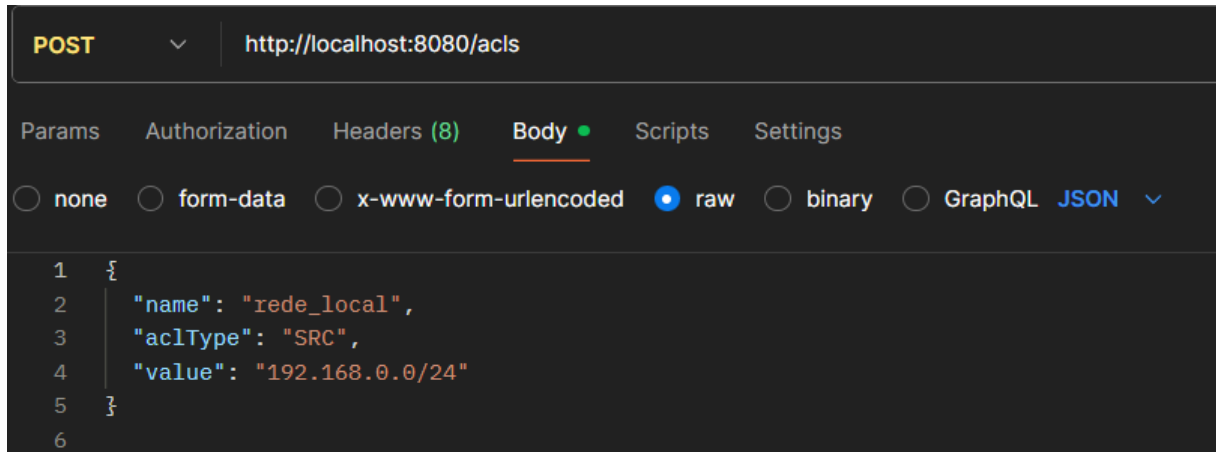 POST http://localhost:8080/acls
Params Authorization Headers (8) Body Scripts Settings
none form-data x-www-form-urlencoded raw binary GraphQL JSON
1 {
2 "name": "rede_local",
3 "aclType": "SRC",
4 "value": "192.168.0.0/24"
5 }
6